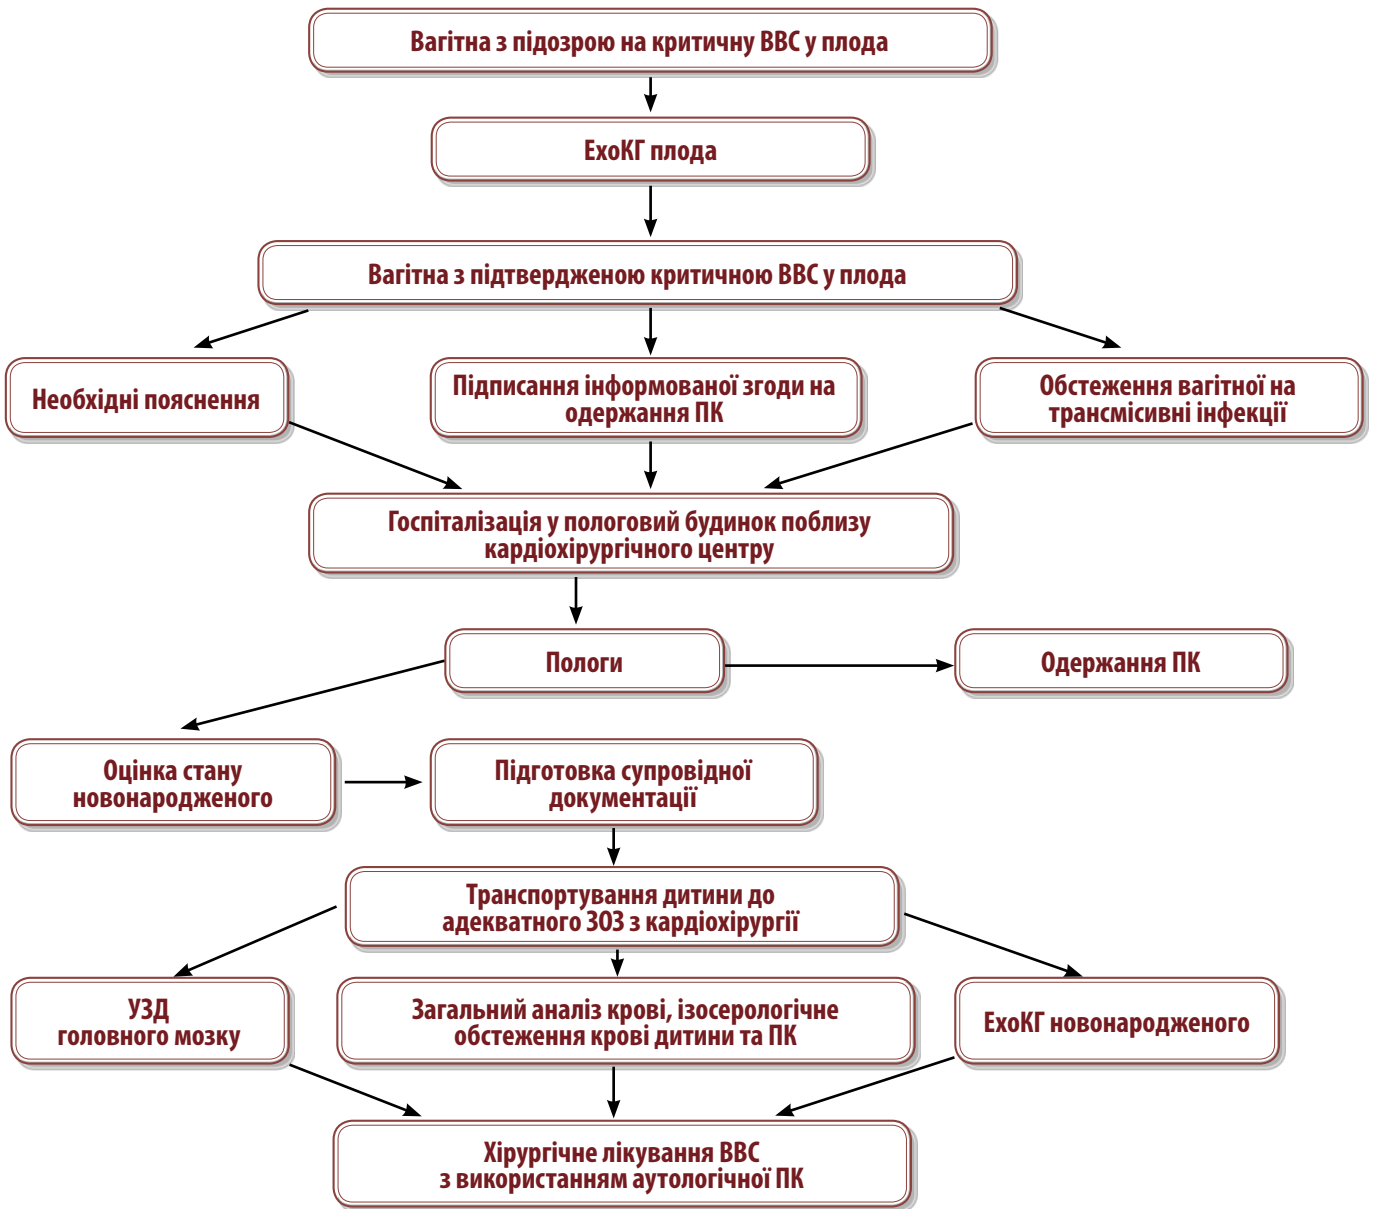 Вагітна з підозрою на критичну ВВС у плода
ЕхоКГ плода
Вагітна з підтвердженою критичною ВВС у плода
Необхідні пояснення
Підписання інформованої згоди на
одержання ПК
Обстеження вагітної на
трансмісивні інфекції
Госпіталізація у пологовий будинок поблизу
кардіохірургічного центру
Пологи
Одержання ПК
Оцінка стану
новонародженого
Підготовка супровідної
документації
Транспортування дитини до
адекватного ЗОЗ з кардіохірургії
УЗД
головного мозку
Загальний аналіз крові, ізосерологічне
обстеження крові дитини та ПК
ЕхоКГ новонародженого
Хірургічне лікування ВВС
з використанням аутологічної ПК